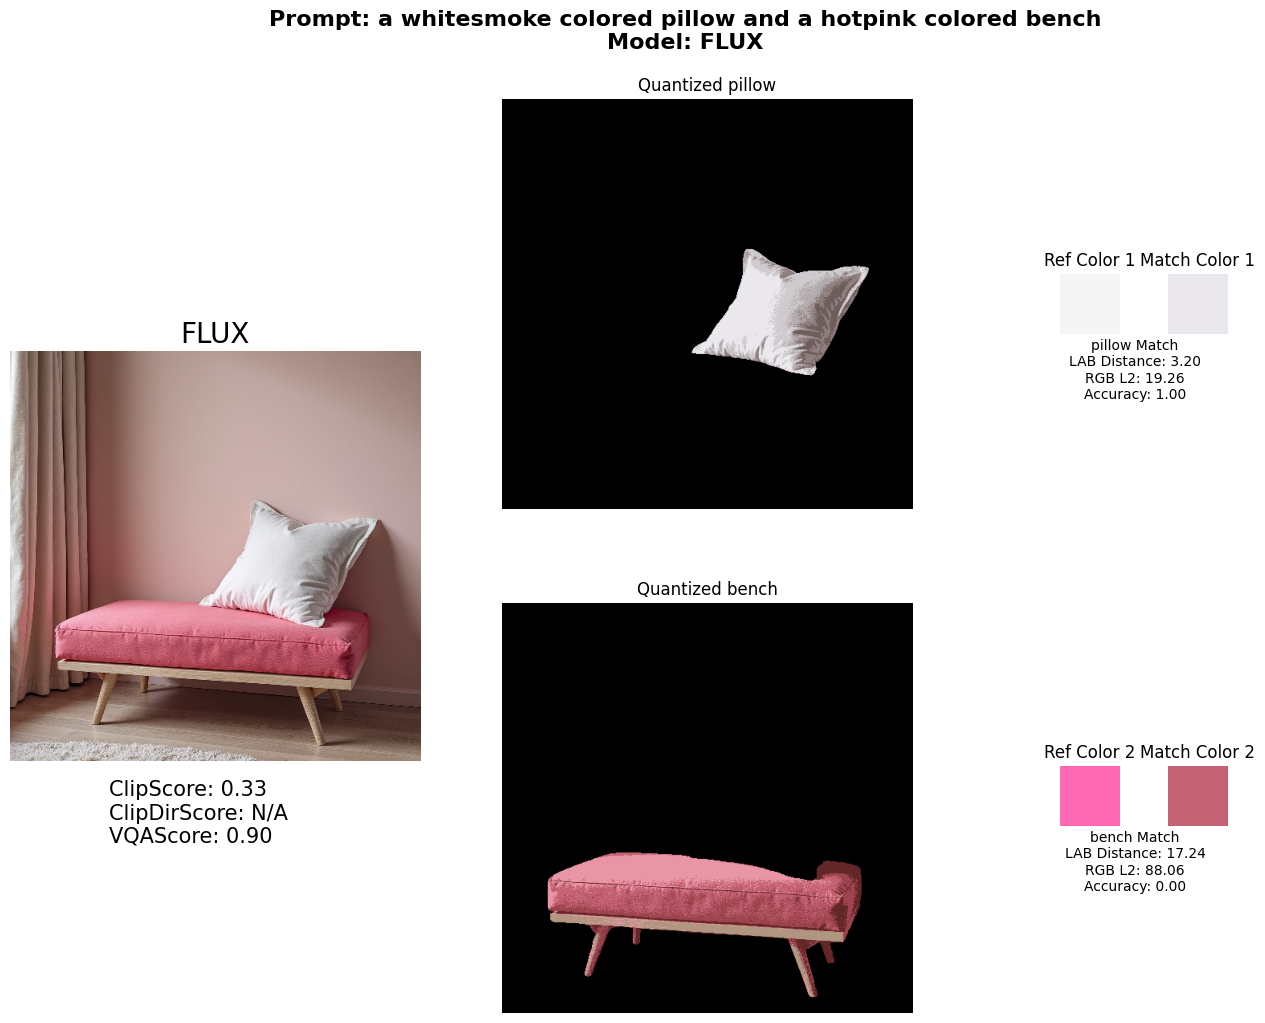 Prompt: a whitesmoke colored pillow and a hotpink colored bench
Model: FLUX
Quantized pillow
Ref Color 1 Match Color 1
pillow Match
LAB Distance: 3.20
RGB L2: 19.26
Accuracy: 1.00
FLUX
ClipScore: 0.33
ClipDirScore: N/A
VQAScore: 0.90
Quantized bench
Ref Color 2 Match Color 2
bench Match
LAB Distance: 17.24
RGB L2: 88.06
Accuracy: 0.00